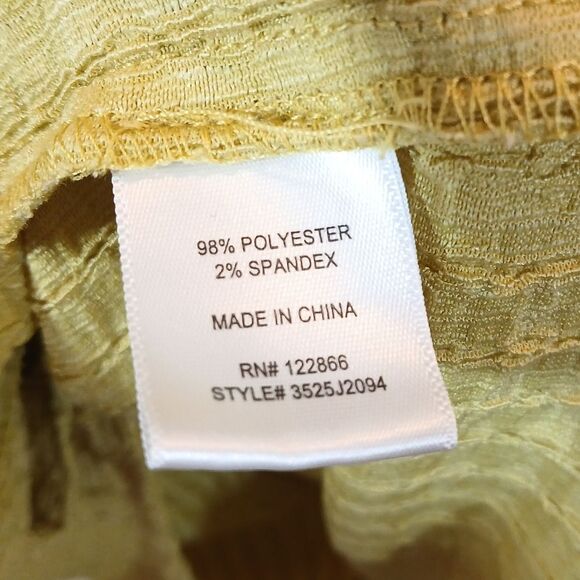 98% POLYESTER
2% SPANDEX
MADE IN CHINA
RN# 122866
STYLE# 3525J2094